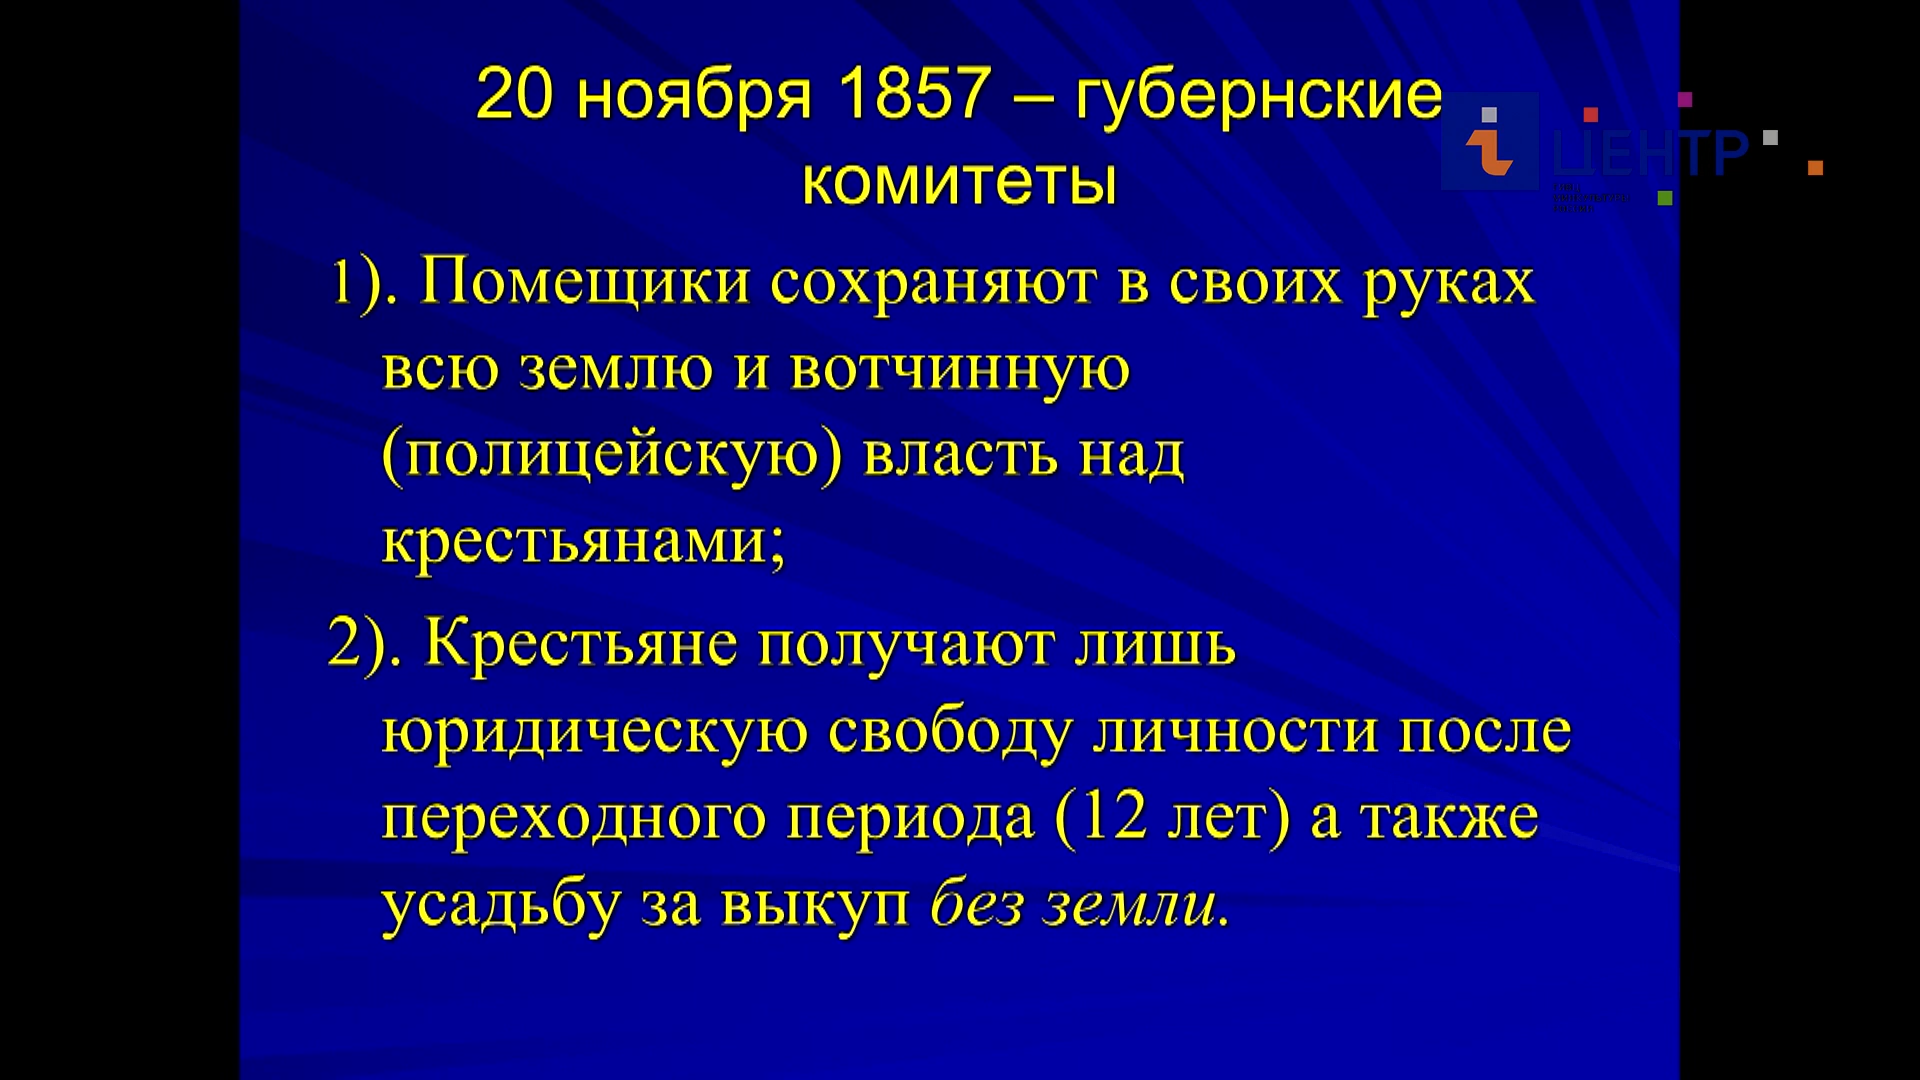 20 ноября 1857 – губернские
комитеты
ЦЕНТР
1). Помещики сохраняют в своих руках
всю землю и вотчинную
(полицейскую) власть над
крестьянами;
2). Крестьяне получают лишь
юридическую свободу личности после
переходного периода (12 лет) а также
усадьбу за выкуп без земли.